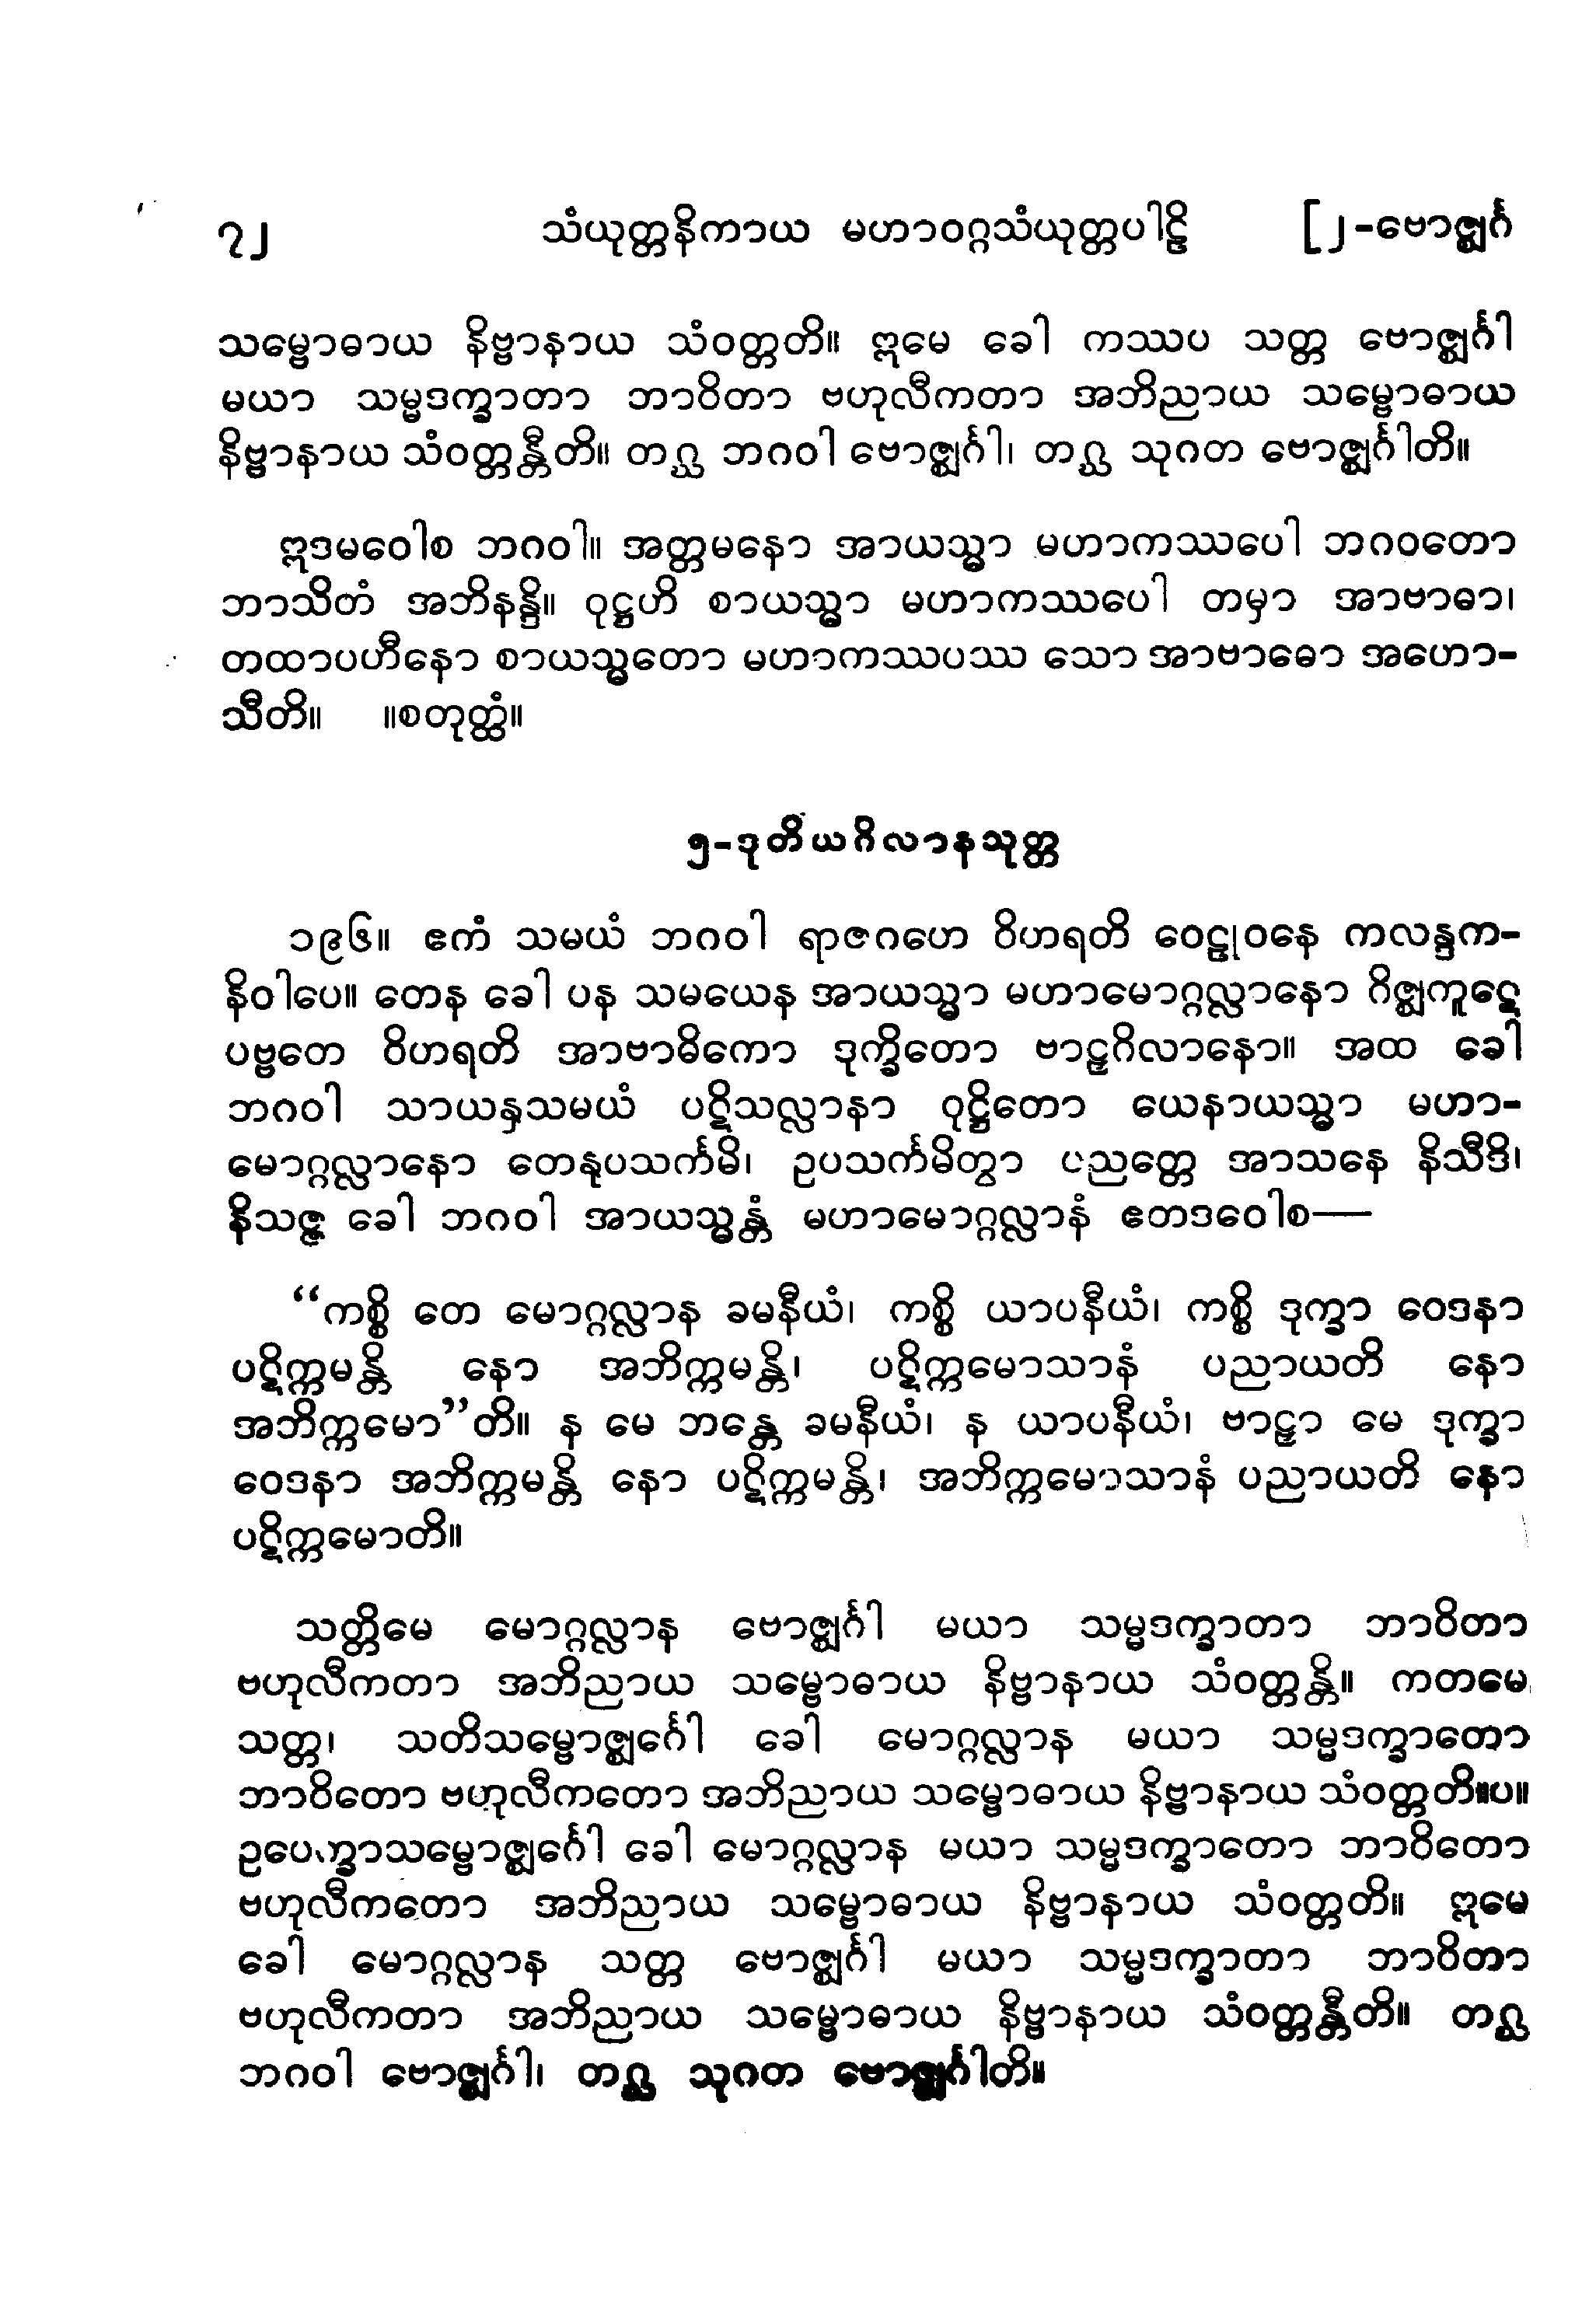 ၇၂ သံယုတ္တနိကာယ မဟာဝဂ္ဂသံယုတ္တပါဠိ [၂-ဗောဇ္ဈင်္ဂ
သမ္ဗောဓာယ နိဗ္ဗာနာယ သံဝတ္တတိ။ ဣမေ ခေါ ကဿပ သတ္တ ဗောဇ္ဈင်္ဂါ
မယာ သမ္မဒက္ခာတာ ဘာဝိတာ ဗဟုလီကတာ အဘိညာယ သမ္ဗောဓာယ
နိဗ္ဗာနာယ သံဝတ္တန္တီတိ။ တဂ္ဃ ဘဂဝါ ဗောဇ္ဈင်္ဂါ၊ တဂ္ဃ သုဂတ ဗောဇ္ဈင်္ဂါတိ။
ဣဒမဝေါစ ဘဂဝါ။ အတ္တမနော အာယသ္မာ မဟာကဿပေါ ဘဂဝတော
ဘာသိတံ အဘိနန္ဒိ။ ဝုဋ္ဌဟိ စာယသ္မာ မဟာကဿပေါ တမှာ အာဗာဓာ၊
တထာပဟီနော စာယသ္မတော မဟာကဿပဿ သော အာဗာဓော အဟော-
သီတိ။ ။စတုတ္ထံ။
၅-ဒုတိယဂိလာနသုတ္တ
၁၉၆။ ဧကံ သမယံ ဘဂဝါ ရာဇဂဟေ ဝိဟရတိ ဝေဠုဝနေ ကလန္ဒက-
နိဝါပေ။ တေန ခေါ ပန သမယေန အာယသ္မာ မဟာမောဂ္ဂလ္လာနော ဂိဇ္ဈကူဋေ
ပဗ္ဗတေ ဝိဟရတိ အာဗာဓိကော ဒုက္ခိတော ဗာဠှဂိလာနော။ အထ ခေါ
ဘဂဝါ သာယနှသမယံ ပဋိသလ္လာနာ ဝုဋ္ဌိတော ယေနာယသ္မာ မဟာ-
မောဂ္ဂလ္လာနော တေနုပသင်္ကမိ၊ ဥပသင်္ကမိတွာ ပညတ္တေ အာသနေ နိသီဒိ၊
နိသဇ္ဇ ခေါ ဘဂဝါ အာယသ္မန္တံ မဟာမောဂ္ဂလ္လာနံ ဧတဒဝေါစ—
“ကစ္စိ တေ မောဂ္ဂလ္လာန ခမနီယံ၊ ကစ္စိ ယာပနီယံ၊ ကစ္စိ ဒုက္ခာ ဝေဒနာ
ပဋိက္ကမန္တိ နော အဘိက္ကမန္တိ၊ ပဋိက္ကမောသာနံ ပညာယတိ နော
အဘိက္ကမော”တိ။ န မေ ဘန္တေ ခမနီယံ၊ န ယာပနီယံ၊ ဗာဠှာ မေ ဒုက္ခာ
ဝေဒနာ အဘိက္ကမန္တိ နော ပဋိက္ကမန္တိ၊ အဘိက္ကမောသာနံ ပညာယတိ နော
ပဋိက္ကမောတိ။
သတ္တိမေ မောဂ္ဂလ္လာန ဗောဇ္ဈင်္ဂါ မယာ သမ္မဒက္ခာတာ ဘာဝိတာ
ဗဟုလီကတာ အဘိညာယ သမ္ဗောဓာယ နိဗ္ဗာနာယ သံဝတ္တန္တိ။ ကတမေ
သတ္တ၊ သတိသမ္ဗောဇ္ဈင်္ဂေါ ခေါ မောဂ္ဂလ္လာန မယာ သမ္မဒက္ခာတော
ဘာဝိတော ဗဟုလီကတော အဘိညာယ သမ္ဗောဓာယ နိဗ္ဗာနာယ သံဝတ္တတိ။ပ။
ဥပေက္ခာသမ္ဗောဇ္ဈင်္ဂေါ ခေါ မောဂ္ဂလ္လာန မယာ သမ္မဒက္ခာတော ဘာဝိတော
ဗဟုလီကတော အဘိညာယ သမ္ဗောဓာယ နိဗ္ဗာနာယ သံဝတ္တတိ။ ဣမေ
ခေါ မောဂ္ဂလ္လာန သတ္တ ဗောဇ္ဈင်္ဂါ မယာ သမ္မဒက္ခာတာ ဘာဝိတာ
ဗဟုလီကတာ အဘိညာယ သမ္ဗောဓာယ နိဗ္ဗာနာယ သံဝတ္တန္တီတိ။ တဂ္ဃ
ဘဂဝါ ဗောဇ္ဈင်္ဂါ၊ တဂ္ဃ သုဂတ ဗောဇ္ဈင်္ဂါတိ။